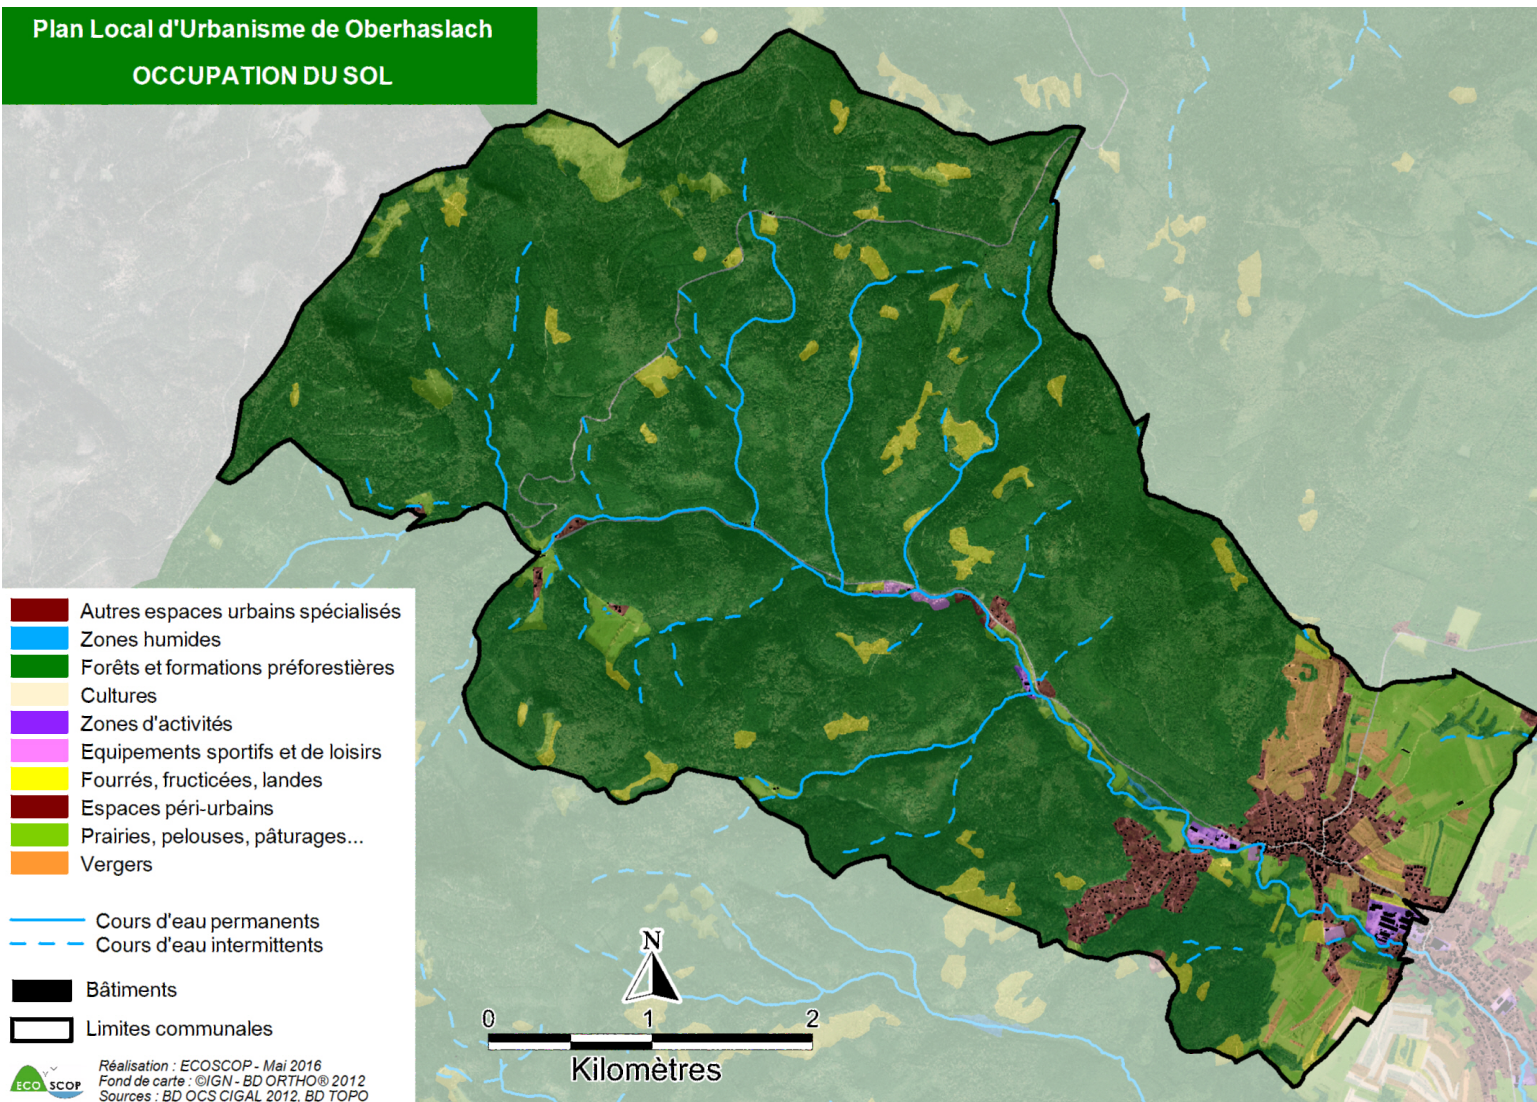 Plan Local d'Urbanisme de Oberhaslach
OCCUPATION DU SOL
Autres espaces urbains spécialisés
Zones humides
Forêts et formations préforestières
Cultures
Zones d'activités
Equipements sportifs et de loisirs
Fourrés, fructicées, landes
Espaces péri-urbains
Prairies, pelouses, pâturages...
Vergers
Cours d'eau permanents
Cours d'eau intermittents
Bâtiments
Limites communales
ECO SCOP
Réalisation : ECOSCOP - Mai 2016
Fond de carte : ©IGN - BD ORTHO® 2012
Sources : BD OCS CIGAL 2012, BD TOPO
N
0 1 2
Kilomètres